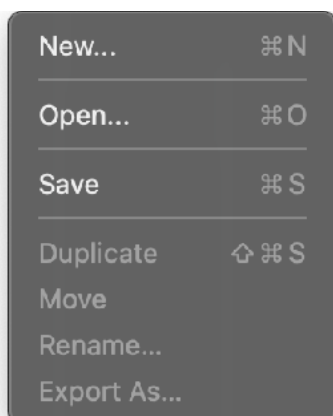 New... ⌘N
Open... ⌘O
Save ⌘S
Duplicate ⇧⌘S
Move
Rename...
Export As...